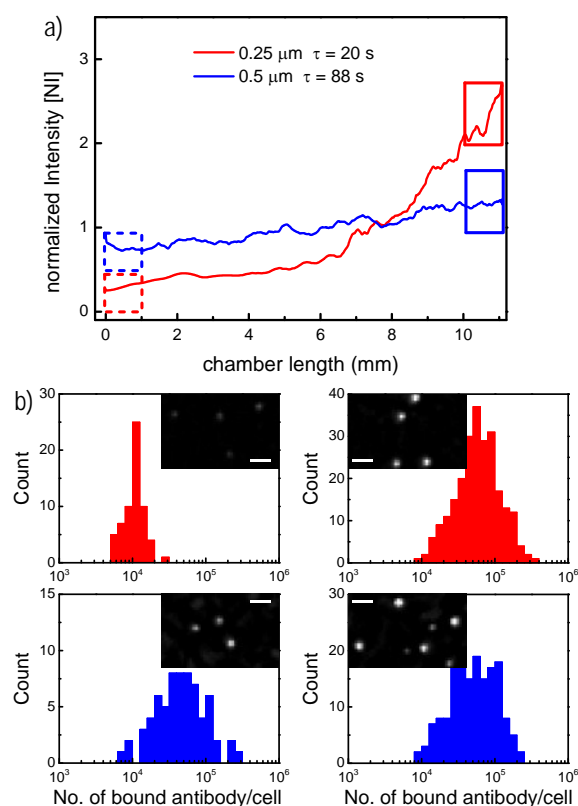 a)
0.25 μm τ = 20 s
0.5 μm τ = 88 s
normalized Intensity [NI]
3
2
1
0
0 2 4 6 8 10
chamber length (mm)
b)
Count
30
20
10
0
10³ 10⁴ 10⁵ 10⁶
Count
40
30
20
10
0
10³ 10⁴ 10⁵ 10⁶
Count
15
10
5
0
10³ 10⁴ 10⁵ 10⁶
No. of bound antibody/cell
Count
40
30
20
10
0
10³ 10⁴ 10⁵ 10⁶
No. of bound antibody/cell